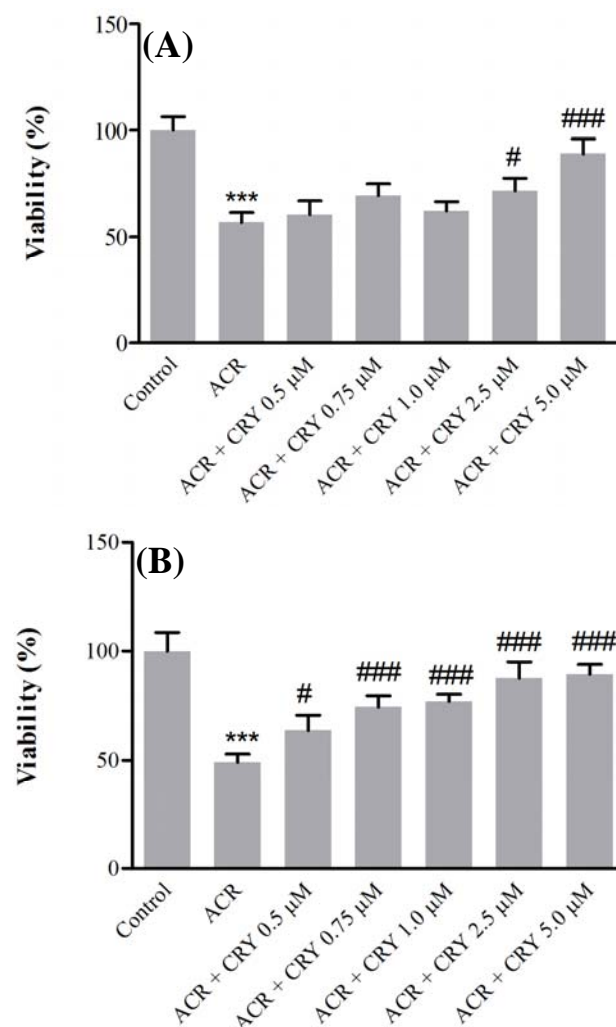 (A)
Viability (%)
150
100
50
0
***
#
###
Control
ACR
ACR + CRY 0.5 µM
ACR + CRY 0.75 µM
ACR + CRY 1.0 µM
ACR + CRY 2.5 µM
ACR + CRY 5.0 µM
(B)
Viability (%)
150
100
50
0
***
#
###
###
###
###
Control
ACR
ACR + CRY 0.5 µM
ACR + CRY 0.75 µM
ACR + CRY 1.0 µM
ACR + CRY 2.5 µM
ACR + CRY 5.0 µM